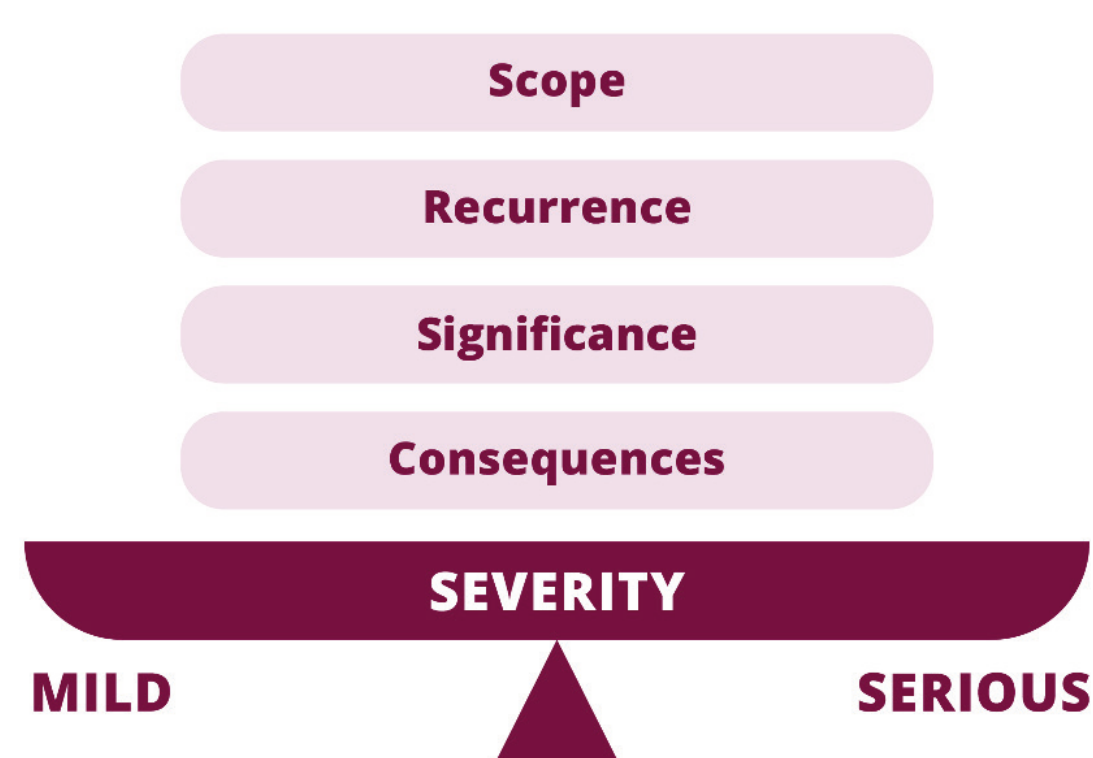 Scope
Recurrence
Significance
Consequences
SEVERITY
MILD
SERIOUS